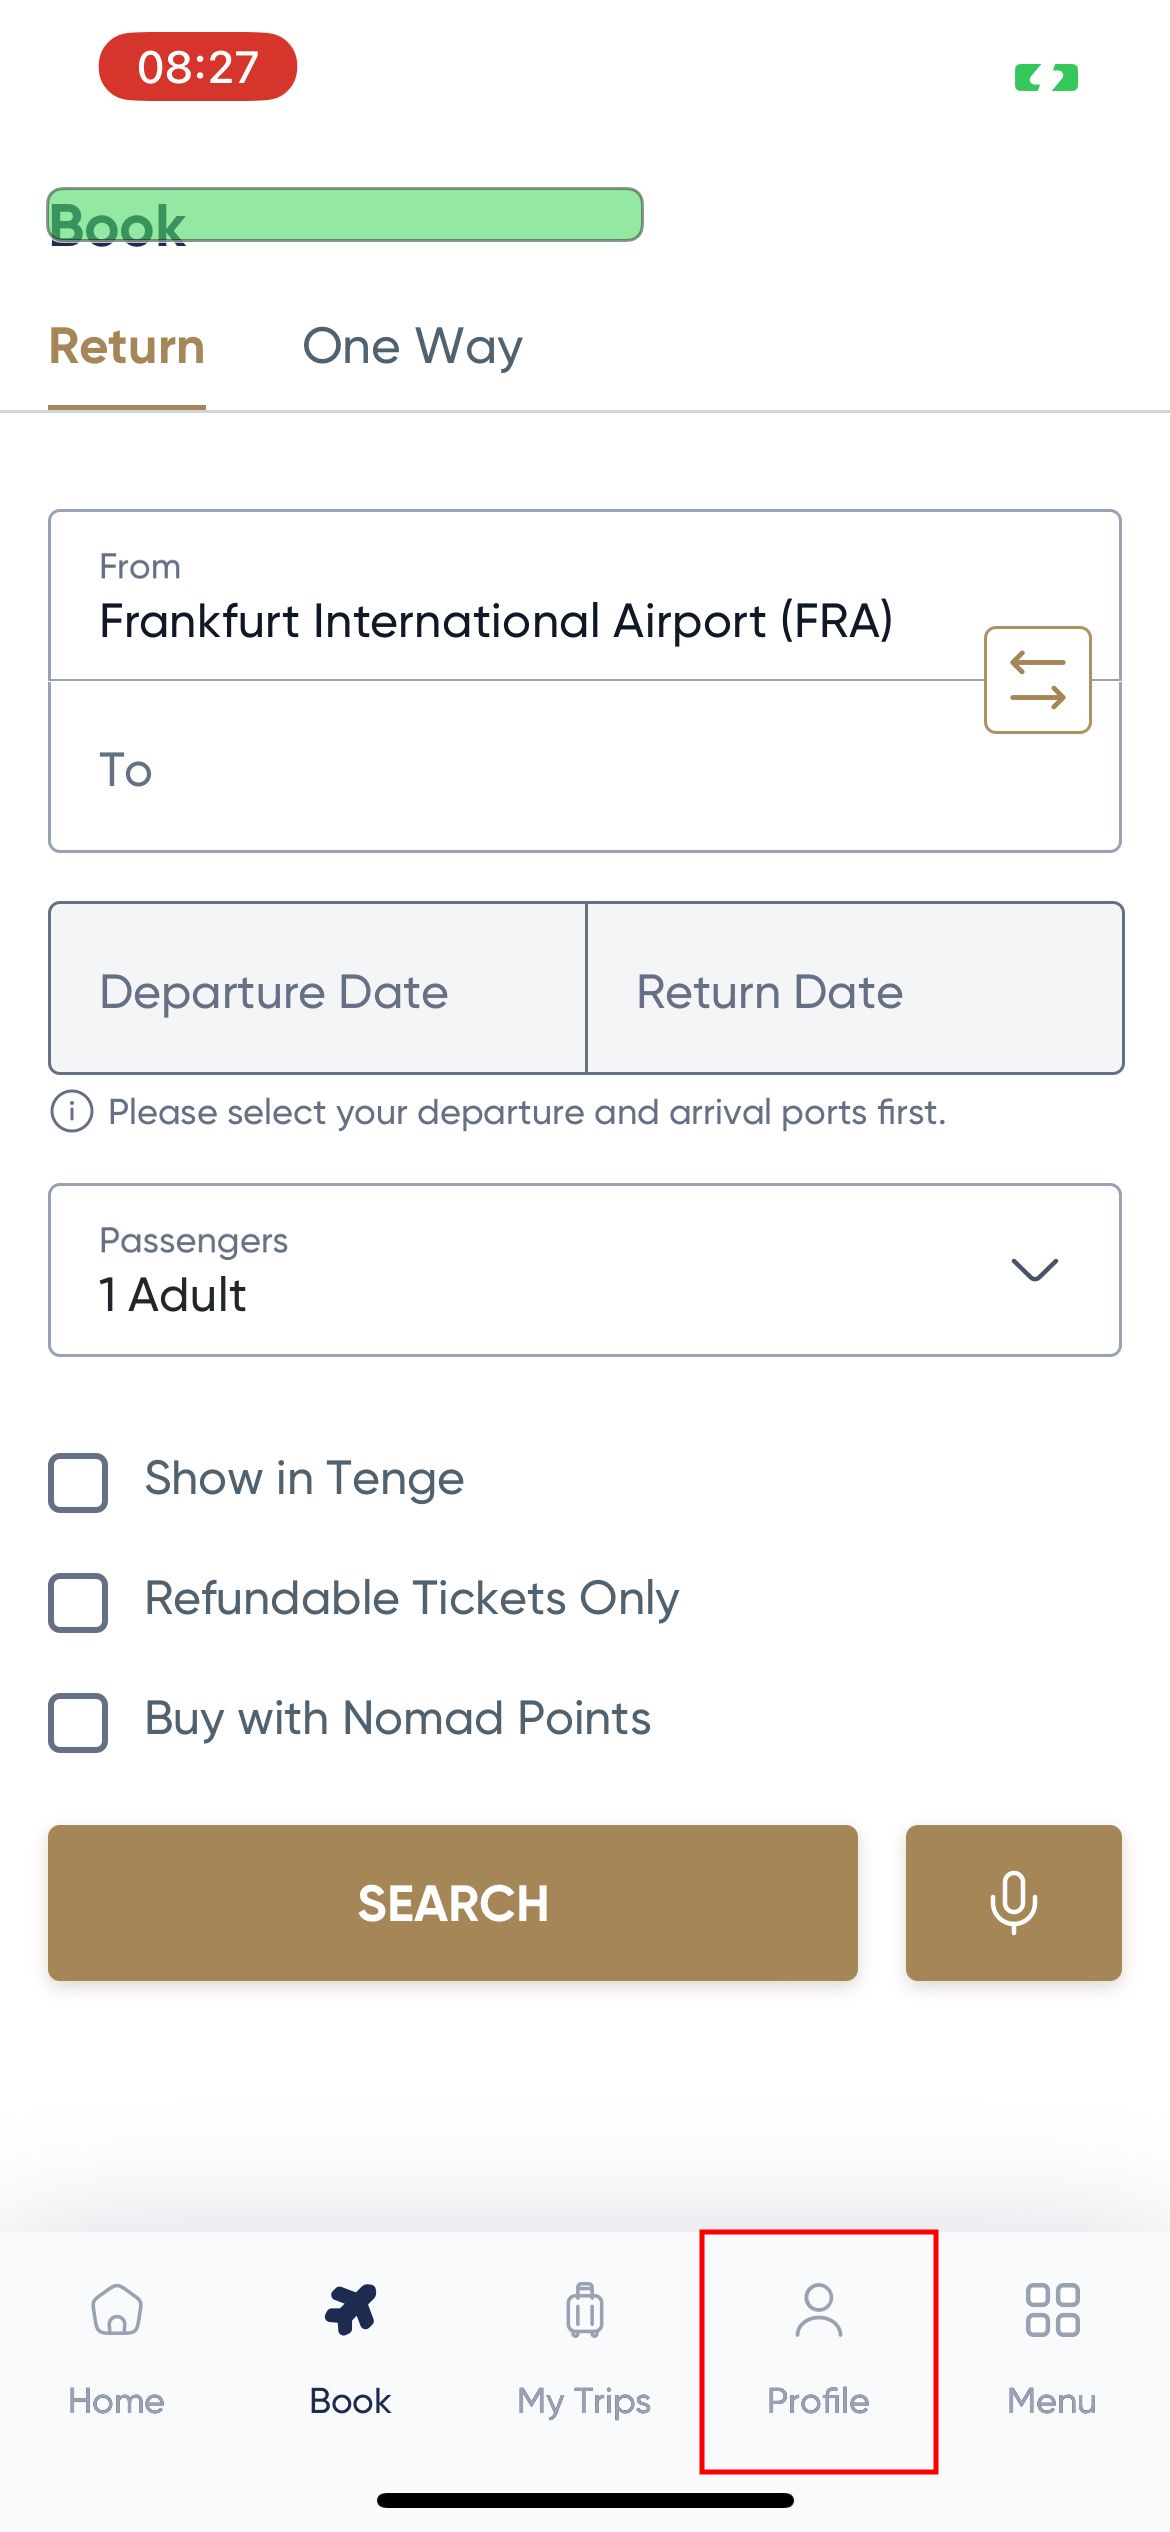 08:27
Book
Return One Way
From
Frankfurt International Airport (FRA)
To
Departure Date Return Date
Please select your departure and arrival ports first.
Passengers
1 Adult
Show in Tenge
Refundable Tickets Only
Buy with Nomad Points
SEARCH
Home Book My Trips Profile Menu